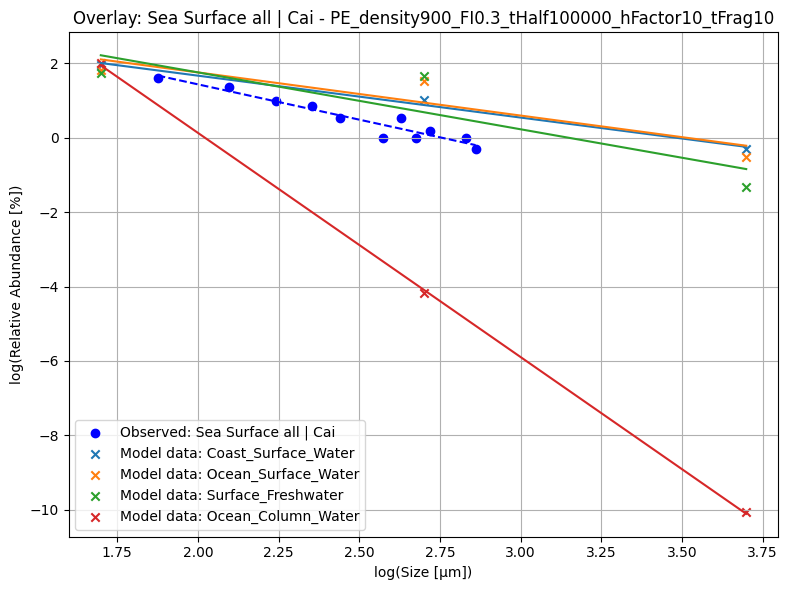 Overlay: Sea Surface all | Cai - PE_density900_FI0.3_tHalf100000_hFactor10_tFrag10
log(Relative Abundance [%])
2
0
−2
−4
−6
−8
−10
Observed: Sea Surface all | Cai
Model data: Coast_Surface_Water
Model data: Ocean_Surface_Water
Model data: Surface_Freshwater
Model data: Ocean_Column_Water
1.75 2.00 2.25 2.50 2.75 3.00 3.25 3.50 3.75
log(Size [µm])